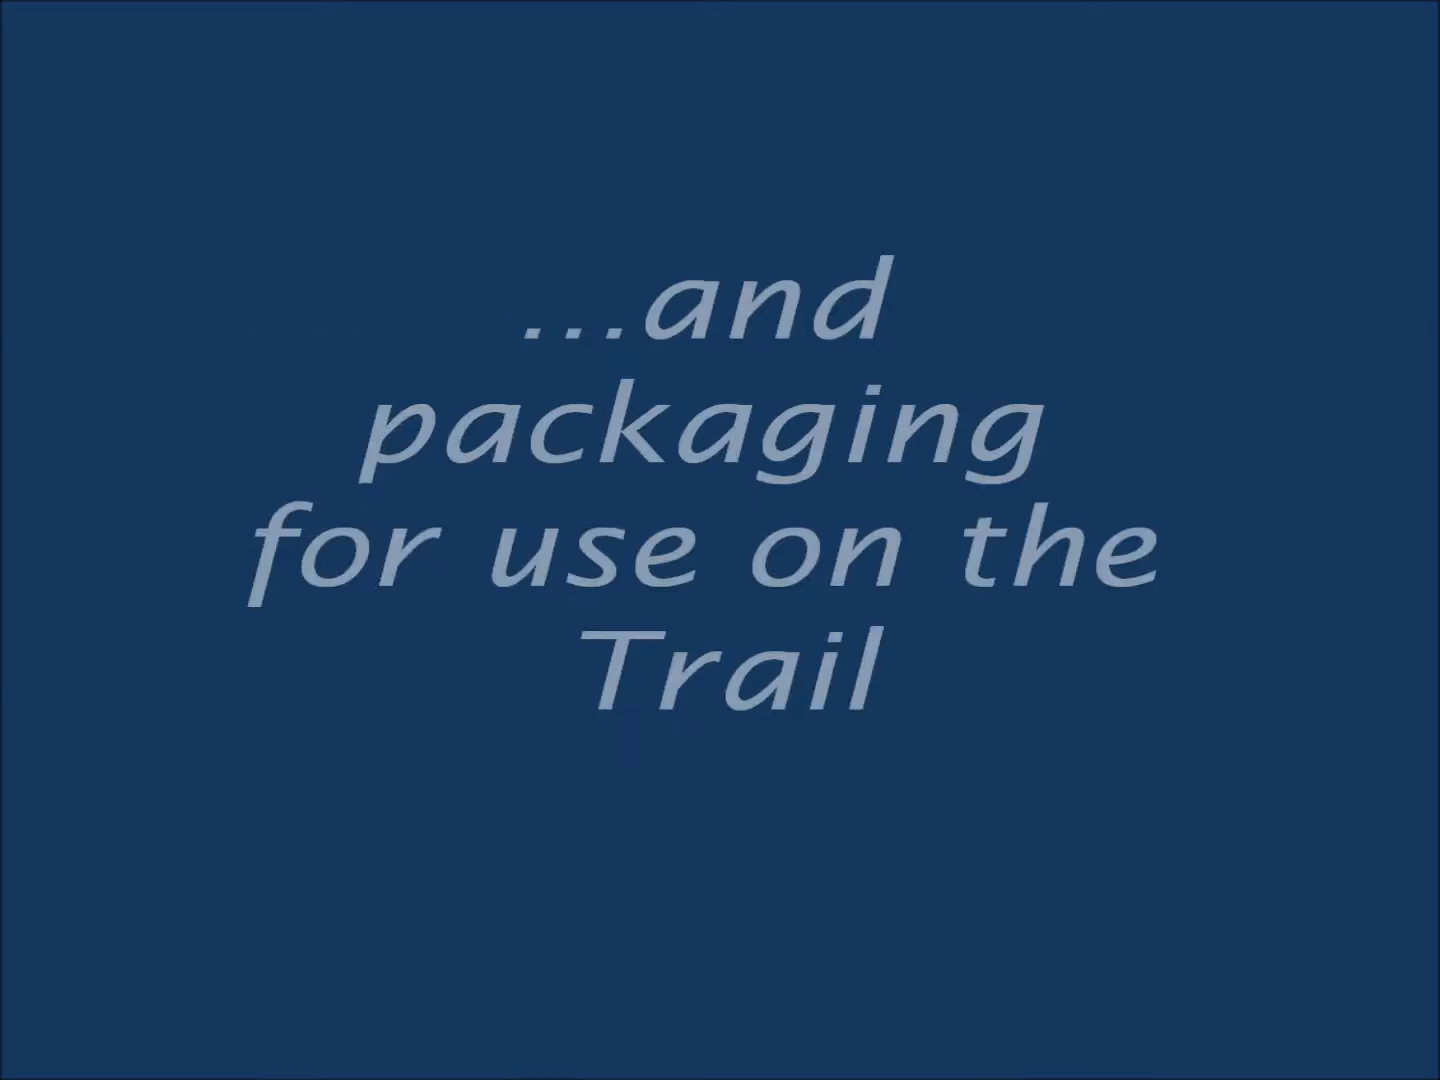 ...and
packaging
for use on the
Trail